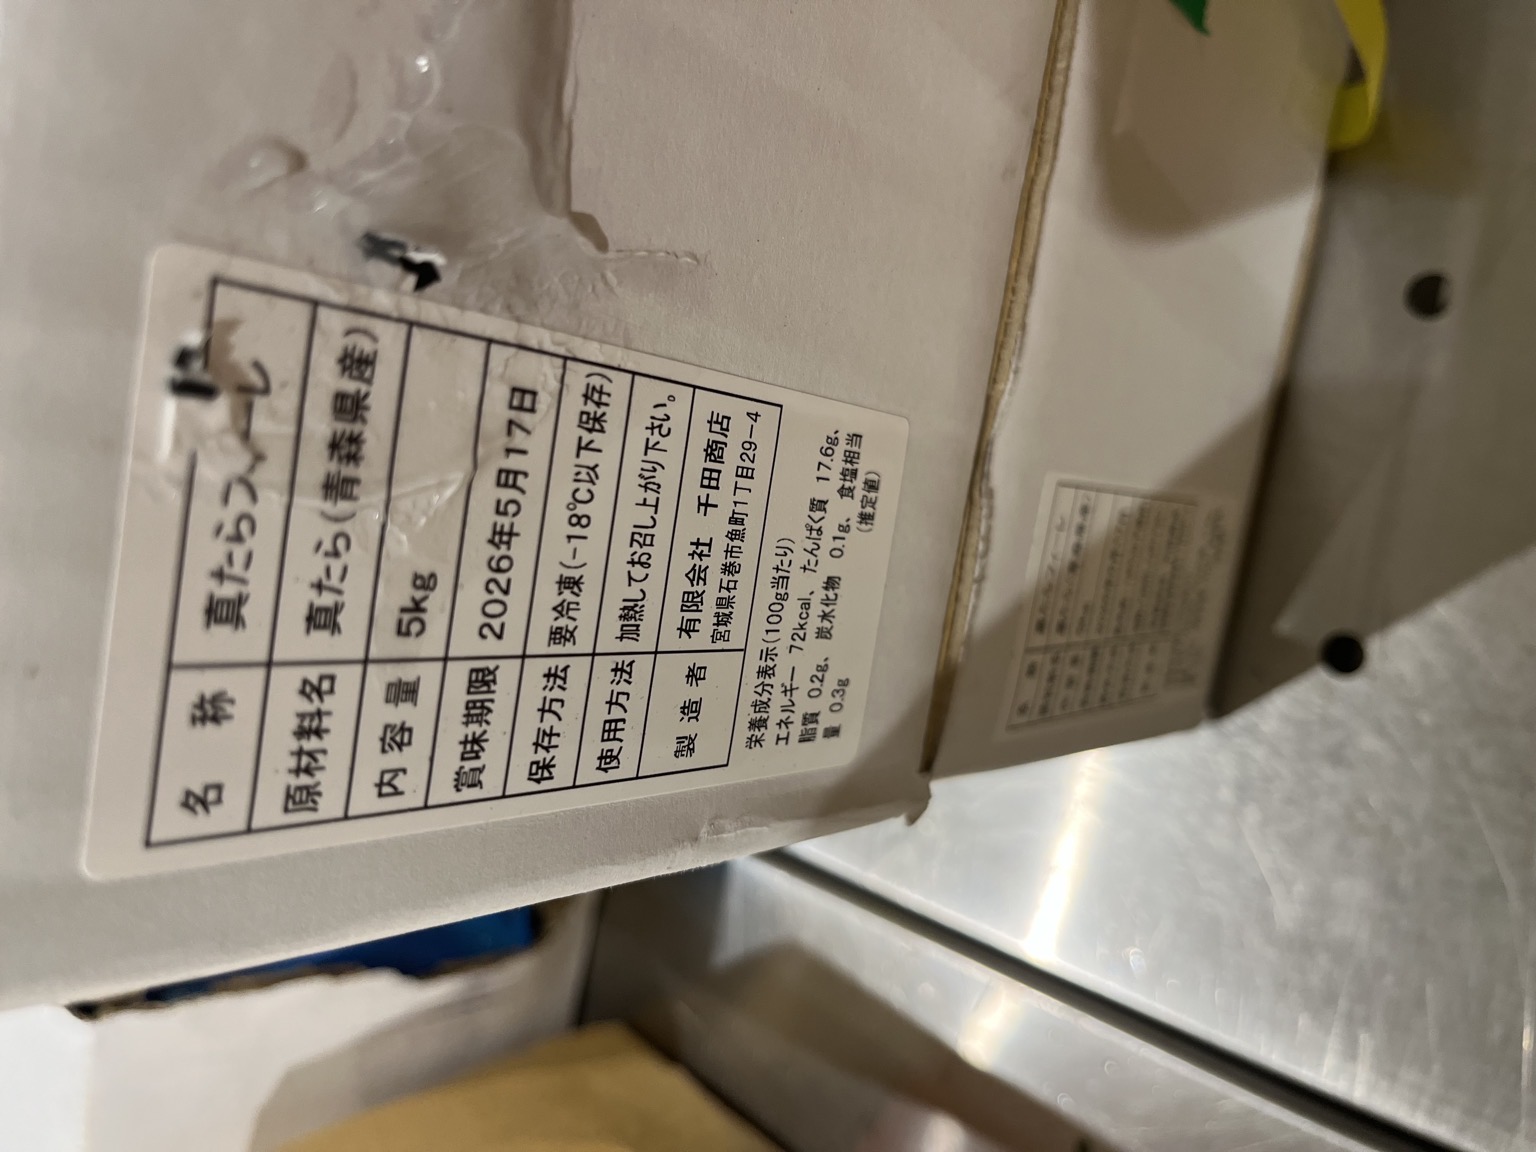 名 称 真たらフィーレ
原材料名 真たら(青森県産)
内 容 量 5kg
賞味期限 2026年5月17日
保存方法 要冷凍(-18℃以下保存)
使用方法 加熱してお召し上がり下さい。
製 造 者 有限会社 千田商店
宮城県石巻市魚町1丁目29-4
栄養成分表示(100g当たり)
エネルギー 72kcal、たんぱく質 17.6g、
脂質 0.2g、炭水化物 0.1g、食塩相当
量 0.3g (推定値)